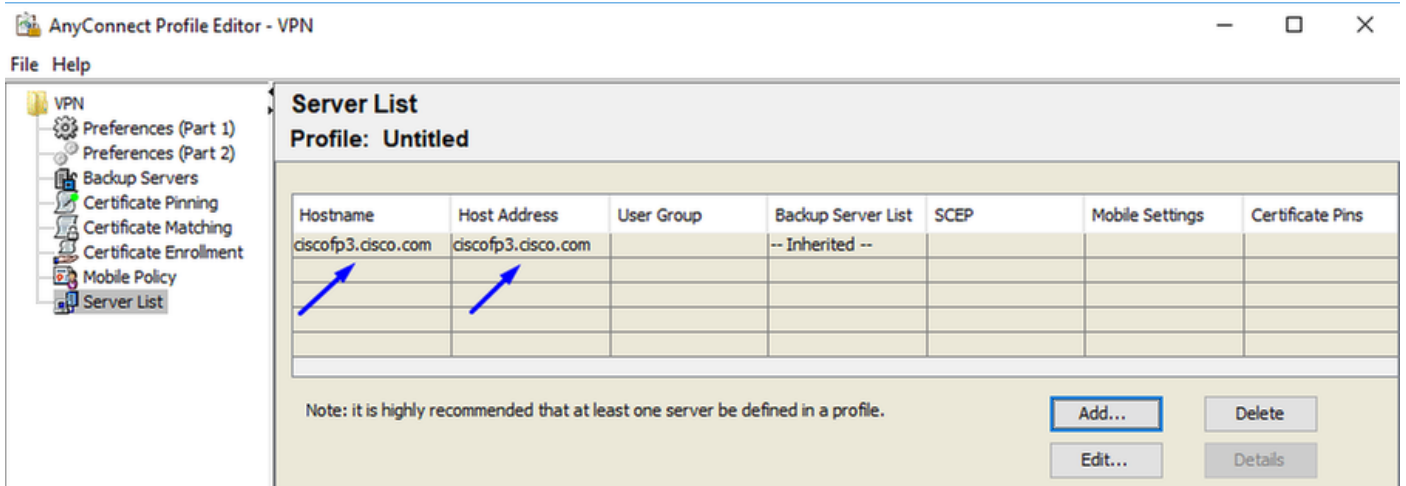 AnyConnect Profile Editor - VPN
File Help
VPN
Preferences (Part 1)
Preferences (Part 2)
Backup Servers
Certificate Pinning
Certificate Matching
Certificate Enrollment
Mobile Policy
Server List
Server List
Profile: Untitled
Hostname Host Address User Group Backup Server List SCEP Mobile Settings Certificate Pins
ciscofp3.cisco.com ciscofp3.cisco.com -- Inherited --
Note: it is highly recommended that at least one server be defined in a profile.
Add... Delete
Edit... Details